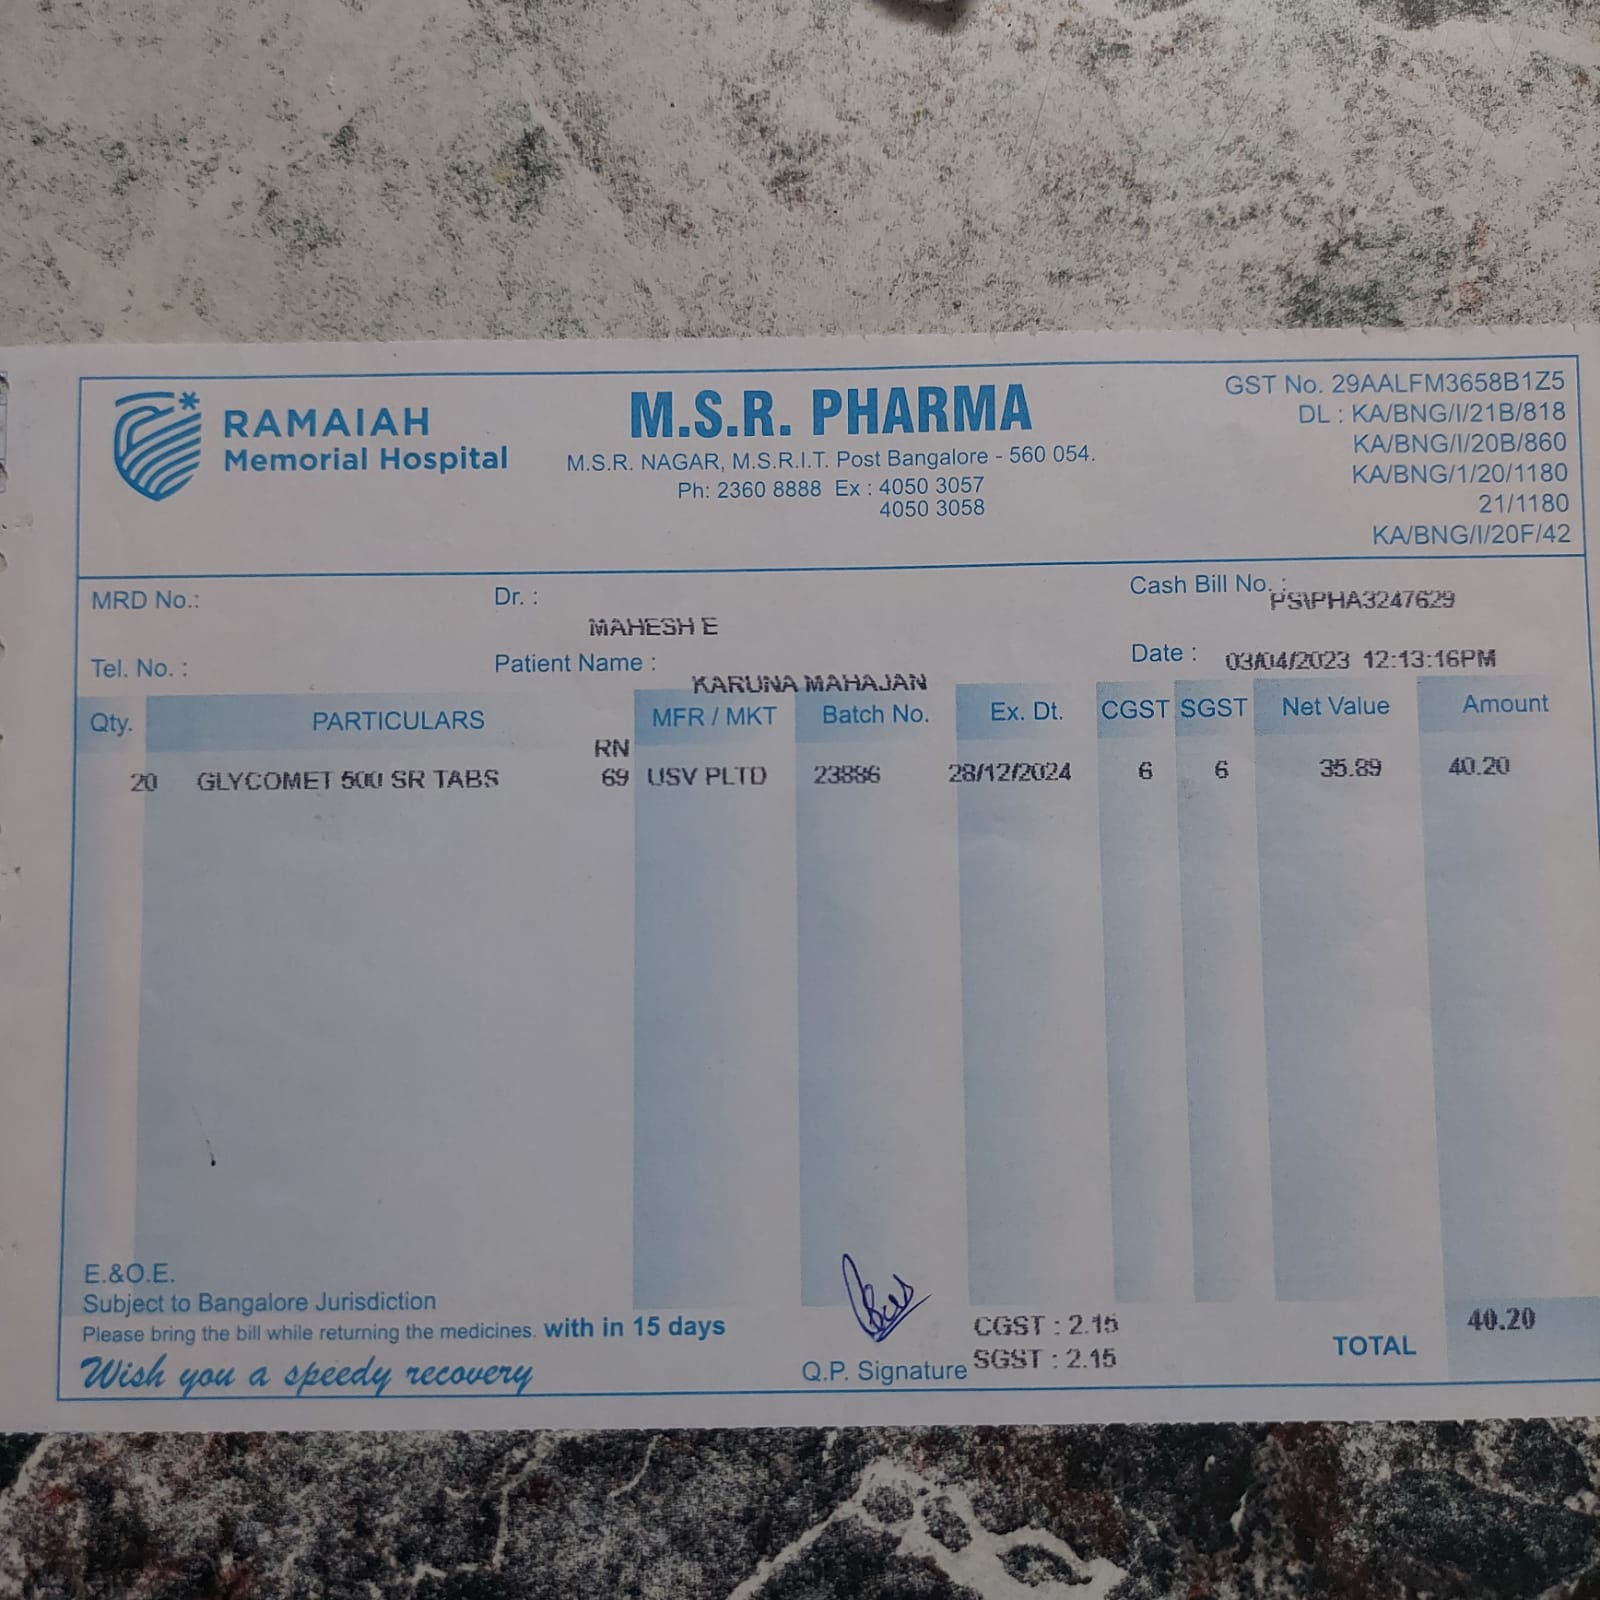 RAMAIAH
Memorial Hospital
M.S.R. PHARMA
M.S.R. NAGAR, M.S.R.I.T. Post Bangalore - 560 054.
Ph: 2360 8888 Ex : 4050 3057
4050 3058
GST No. 29AALFM3658B1Z5
DL : KA/BNG/I/21B/818
KA/BNG/I/20B/860
KA/BNG/1/20/1180
21/1180
KA/BNG/I/20F/42
MRD No.: Dr. : MAHESH E Cash Bill No. : PS\PHA3247629
Tel. No. : Patient Name : KARUNA MAHAJAN Date : 03/04/2023 12:13:16PM
Qty. PARTICULARS MFR / MKT Batch No. Ex. Dt. CGST SGST Net Value Amount
RN
20 GLYCOMET 500 SR TABS 69 USV PLTD 23886 28/12/2024 6 6 35.89 40.20
E.&O.E.
Subject to Bangalore Jurisdiction
Please bring the bill while returning the medicines. with in 15 days
Wish you a speedy recovery
Q.P. Signature
CGST : 2.15
SGST : 2.15
TOTAL 40.20